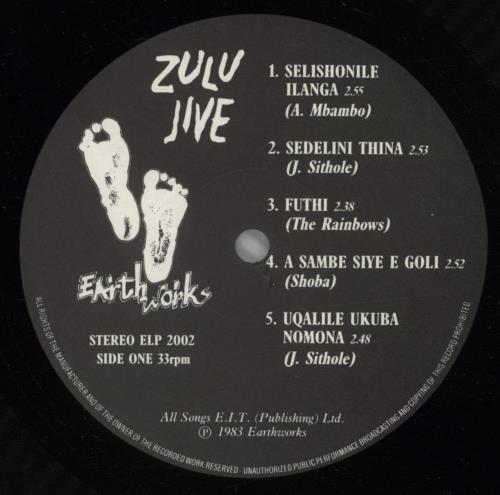 ZULU
JIVE
Earth
Works
STEREO ELP 2002
SIDE ONE 33rpm
1. SELISHONILE
ILANGA 2.55
(A. Mbambo)
2. SEDELINI THINA 2.53
(J. Sithole)
3. FUTHI 2.38
(The Rainbows)
4. A SAMBE SIYE E GOLI 2.52
(Shoba)
5. UQALILE UKUBA
NOMONA 2.48
(J. Sithole)
All Songs E.I.T. (Publishing) Ltd.
℗ 1983 Earthworks
ALL RIGHTS OF THE MANUFACTURER AND OF THE OWNER OF THE RECORDED WORK RESERVED · UNAUTHORIZED PUBLIC PERFORMANCE BROADCASTING AND COPYING OF THIS RECORD PROHIBITED